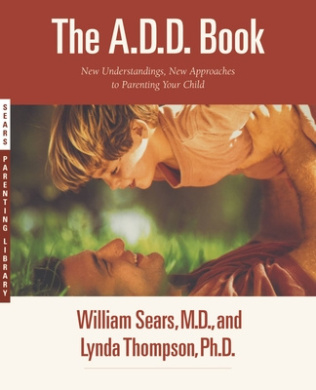 The A.D.D. Book
New Understandings, New Approaches
to Parenting Your Child
SEARS PARENTING LIBRARY
William Sears, M.D., and
Lynda Thompson, Ph.D.